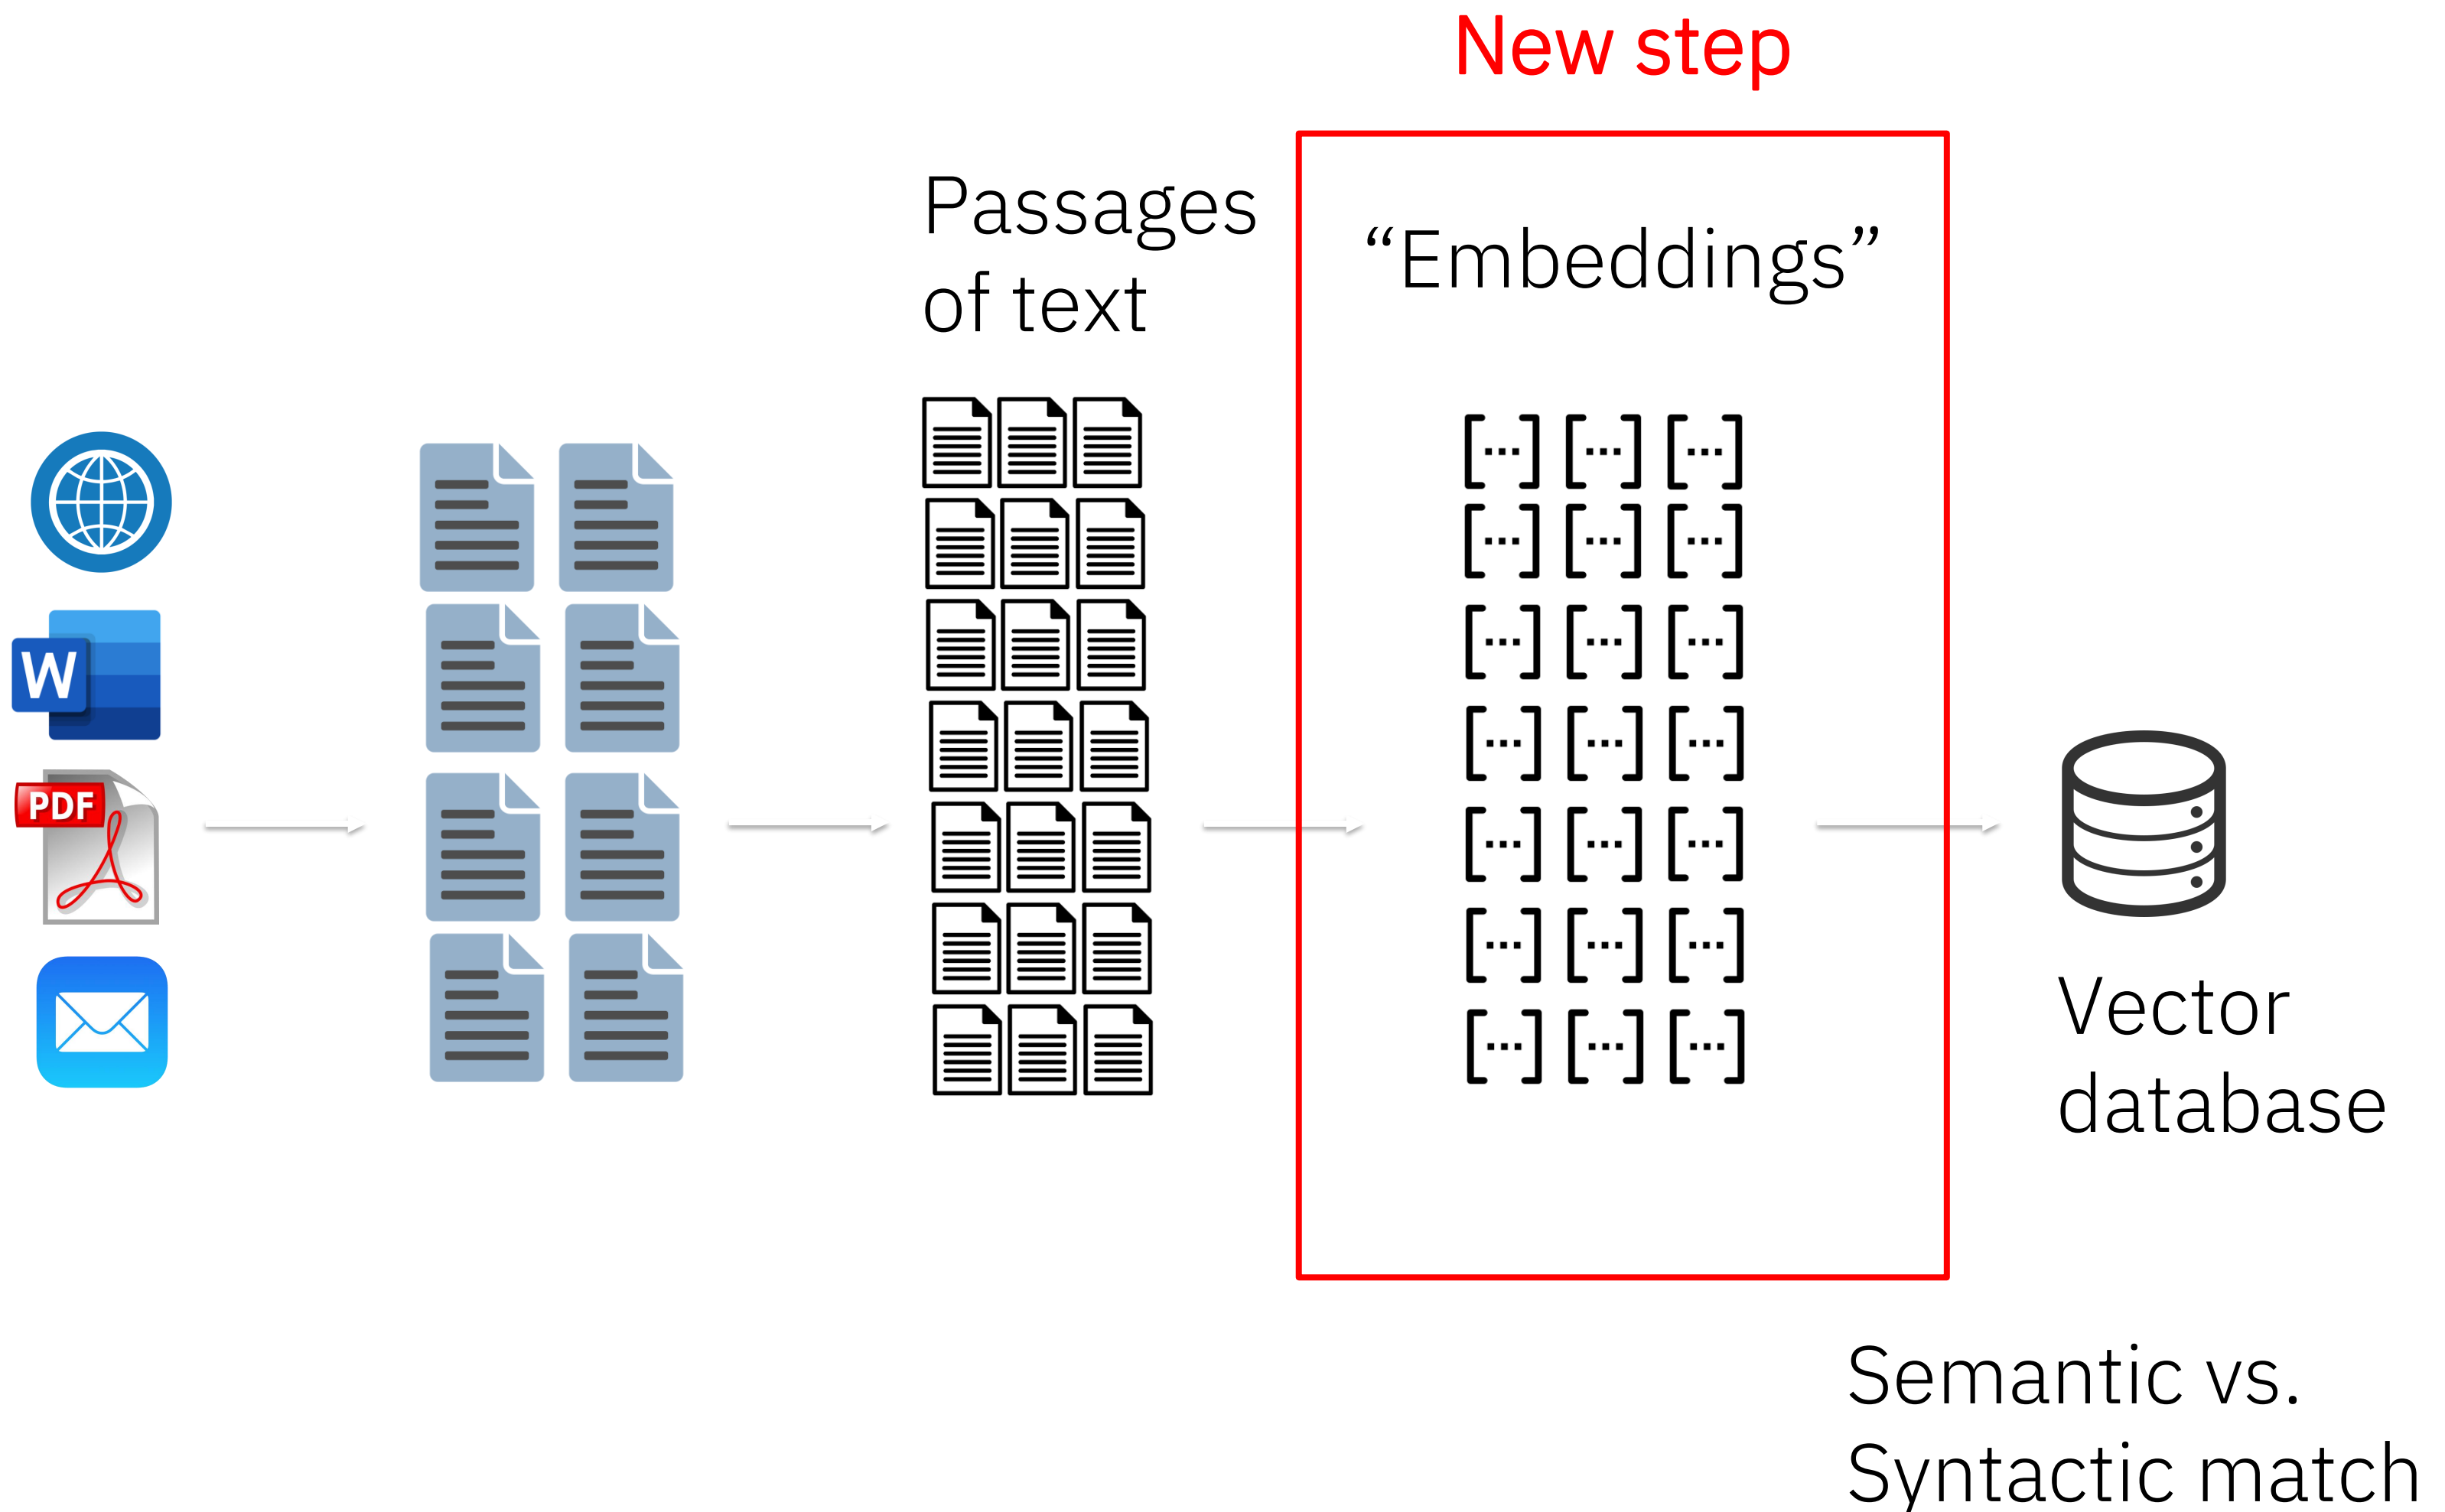 New step
Passages
of text
“Embeddings”
[...] [...] [...]
[...] [...] [...]
[...] [...] [...]
[...] [...] [...]
[...] [...] [...]
[...] [...] [...]
[...] [...] [...]
W
PDF
Vector
database
Semantic vs.
Syntactic match